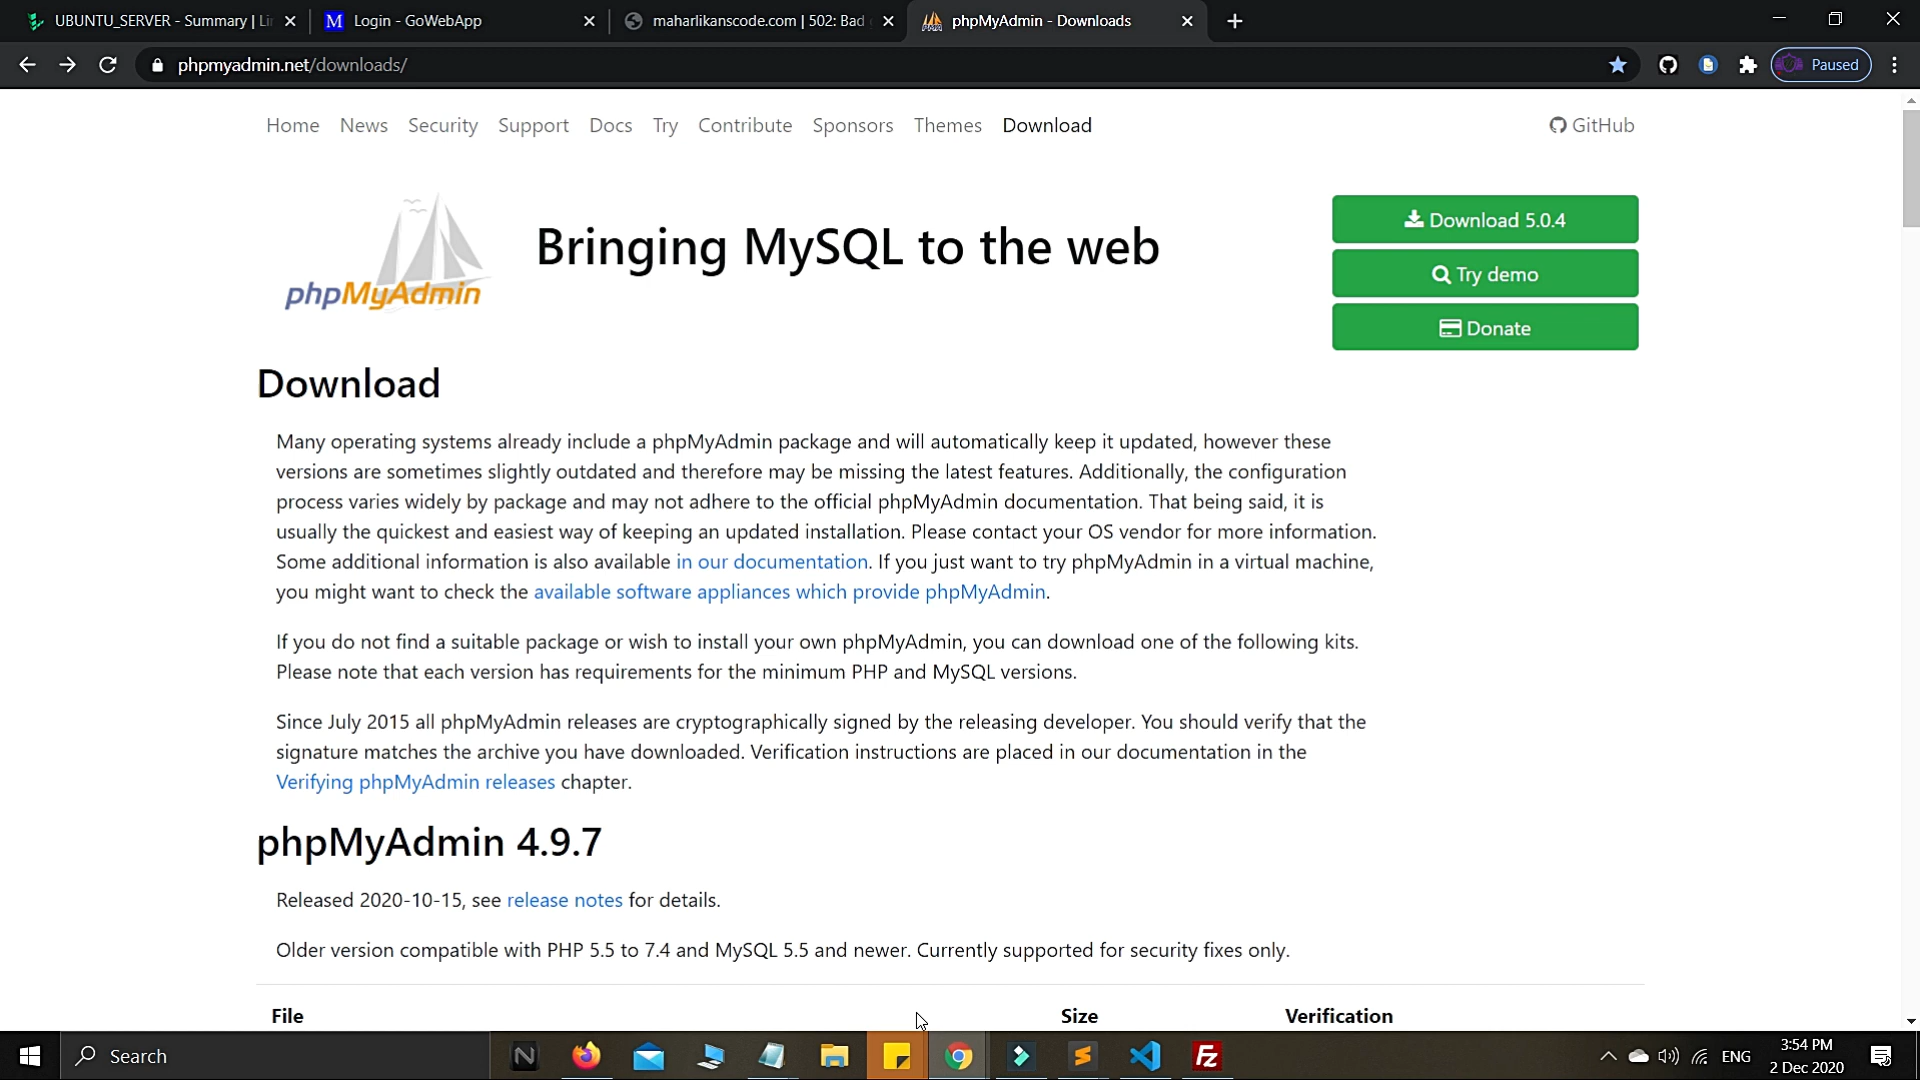 UBUNTU_SERVER - Summary | Li
M Login - GoWebApp
maharlikanscode.com | 502: Bad
phpMyAdmin - Downloads
phpmyadmin.net/downloads/
Paused
Home News Security Support Docs Try Contribute Sponsors Themes Download
GitHub
phpMyAdmin
Bringing MySQL to the web
Download 5.0.4
Try demo
Donate
Download
Many operating systems already include a phpMyAdmin package and will automatically keep it updated, however these
versions are sometimes slightly outdated and therefore may be missing the latest features. Additionally, the configuration
process varies widely by package and may not adhere to the official phpMyAdmin documentation. That being said, it is
usually the quickest and easiest way of keeping an updated installation. Please contact your OS vendor for more information.
Some additional information is also available in our documentation. If you just want to try phpMyAdmin in a virtual machine,
you might want to check the available software appliances which provide phpMyAdmin.
If you do not find a suitable package or wish to install your own phpMyAdmin, you can download one of the following kits.
Please note that each version has requirements for the minimum PHP and MySQL versions.
Since July 2015 all phpMyAdmin releases are cryptographically signed by the releasing developer. You should verify that the
signature matches the archive you have downloaded. Verification instructions are placed in our documentation in the
Verifying phpMyAdmin releases chapter.
phpMyAdmin 4.9.7
Released 2020-10-15, see release notes for details.
Older version compatible with PHP 5.5 to 7.4 and MySQL 5.5 and newer. Currently supported for security fixes only.
File Size Verification
Search
N
Fz
ENG
3:54 PM
2 Dec 2020